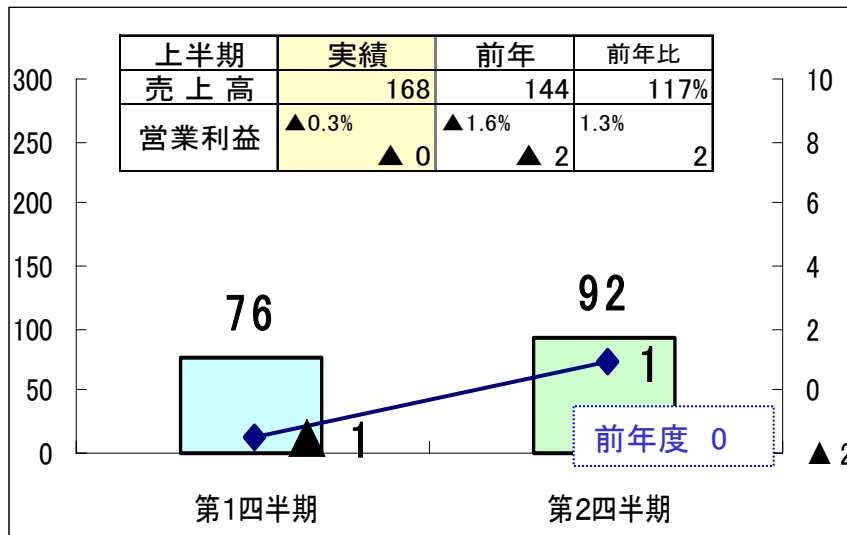 上半期 実績 前年 前年比
売上高 168 144 117%
営業利益 ▲0.3% ▲1.6% 1.3%
▲ 0 ▲ 2 2
300
250
200
150
100
50
0
10
8
6
4
2
0
▲ 2
76
92
▲ 1
1
前年度 0
第1四半期
第2四半期